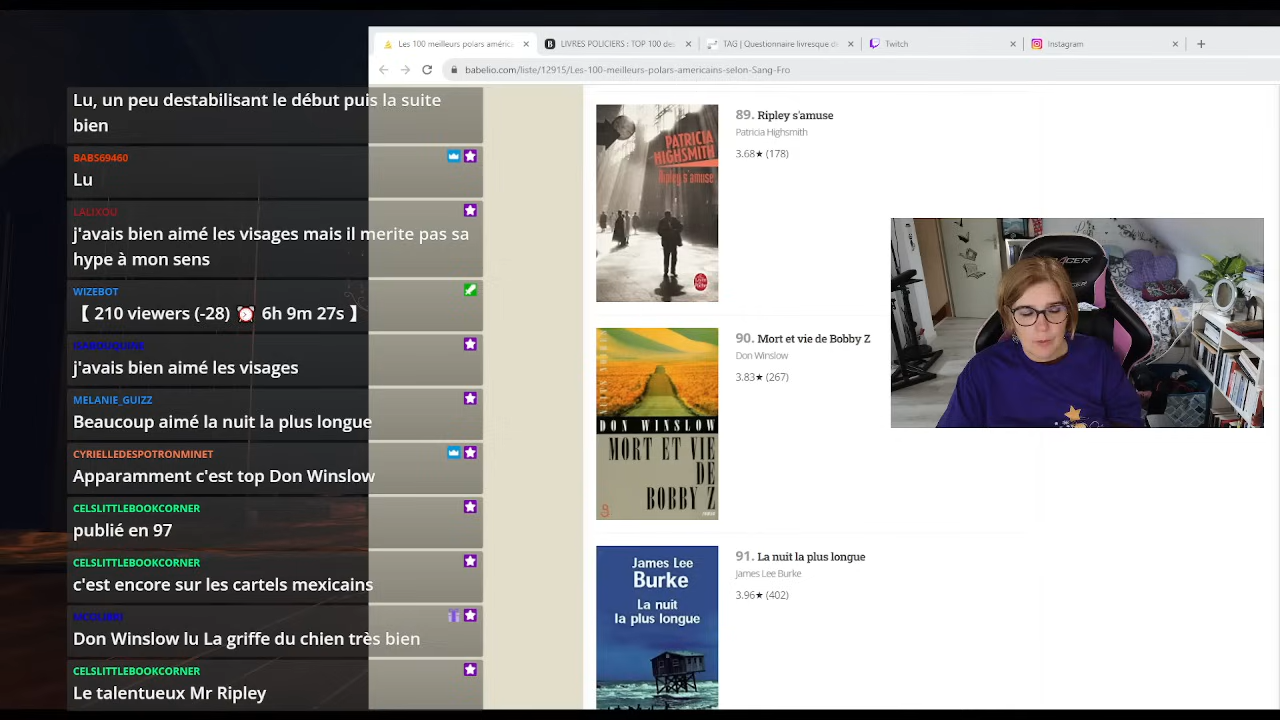 Les 100 meilleurs polars améric
LIVRES POLICIERS : TOP 100 des
TAG | Questionnaire livresque d
Twitch
Instagram
babelio.com/liste/12915/Les-100-meilleurs-polars-americains-selon-Sang-Fro
Lu, un peu destabilisant le début puis la suite
bien
BABS69460
Lu
LALIXOU
j'avais bien aimé les visages mais il merite pas sa
hype à mon sens
WIZEBOT
【 210 viewers (-28) ⏰ 6h 9m 27s 】
j'avais bien aimé les visages
MELANIE_GUIZZ
Beaucoup aimé la nuit la plus longue
CYRIELLEDESPOTRONMINET
Apparamment c'est top Don Winslow
CELSLITTLEBOOKCORNER
publié en 97
CELSLITTLEBOOKCORNER
c'est encore sur les cartels mexicains
Don Winslow lu La griffe du chien très bien
CELSLITTLEBOOKCORNER
Le talentueux Mr Ripley
PATRICIA
HIGHSMITH
Ripley s'amuse
89. Ripley s'amuse
Patricia Highsmith
3.68★ (178)
DON WINSLOW
MORT ET VIE
DE
BOBBY Z
90. Mort et vie de Bobby Z
Don Winslow
3.83★ (267)
James Lee
Burke
La nuit
la plus longue
91. La nuit la plus longue
James Lee Burke
3.96★ (402)